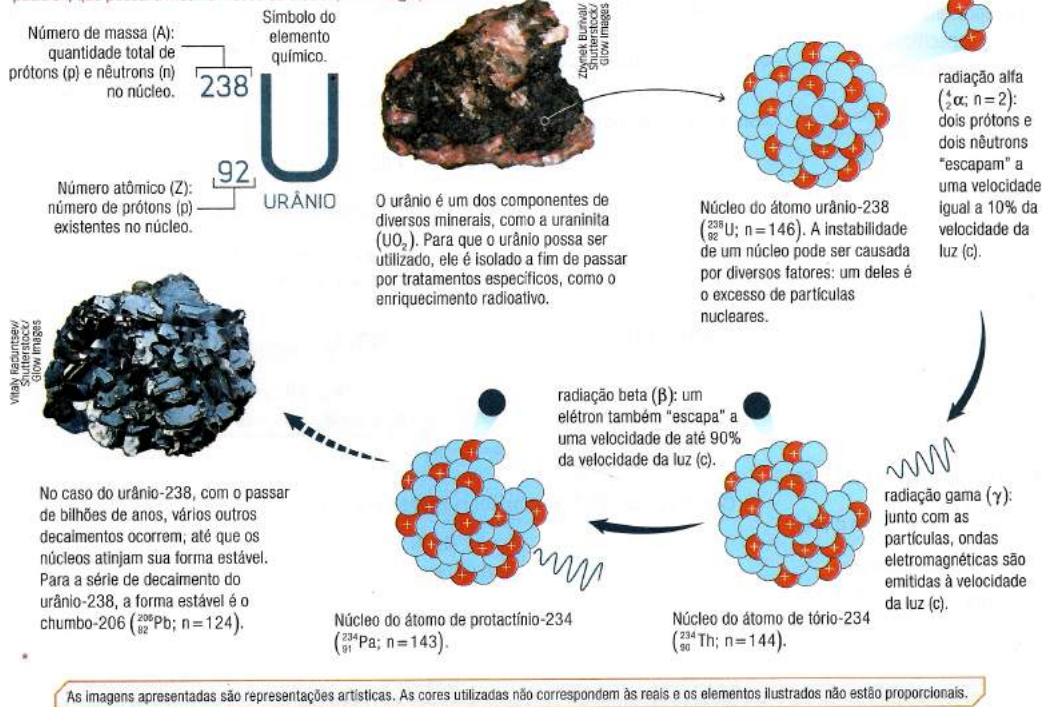 Número de massa (A):
quantidade total de
prótons (p) e nêutrons (n)
no núcleo.
238
Símbolo do
elemento
químico.
U
92
URÂNIO
Número atômico (Z):
número de prótons (p)
existentes no núcleo.
Zbynek Burival/
Shutterstock/
Glow Images
O urânio é um dos componentes de
diversos minerais, como a uraninita
(UO₂). Para que o urânio possa ser
utilizado, ele é isolado a fim de passar
por tratamentos específicos, como o
enriquecimento radioativo.
Núcleo do átomo urânio-238
(²³⁸₉₂U; n = 146). A instabilidade
de um núcleo pode ser causada
por diversos fatores: um deles é
o excesso de partículas
nucleares.
radiação alfa
(⁴₂α; n = 2):
dois prótons e
dois nêutrons
"escapam" a
uma velocidade
igual a 10% da
velocidade da
luz (c).
radiação gama (γ):
junto com as
partículas, ondas
eletromagnéticas são
emitidas à velocidade
da luz (c).
Núcleo do átomo de tório-234
(²³⁴₉₀Th; n = 144).
radiação beta (β): um
elétron também "escapa" a
uma velocidade de até 90%
da velocidade da luz (c).
Núcleo do átomo de protactínio-234
(²³⁴₉₁Pa; n = 143).
Vitaly Raduntsev/
Shutterstock/
Glow Images
No caso do urânio-238, com o passar
de bilhões de anos, vários outros
decaimentos ocorrem, até que os
núcleos atinjam sua forma estável.
Para a série de decaimento do
urânio-238, a forma estável é o
chumbo-206 (²⁰⁶₈₂Pb; n = 124).
As imagens apresentadas são representações artísticas. As cores utilizadas não correspondem às reais e os elementos ilustrados não estão proporcionais.